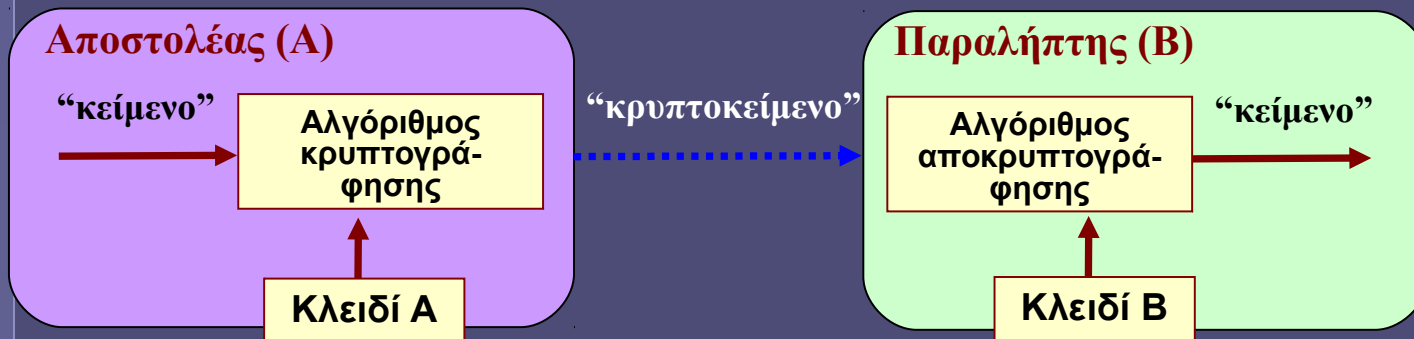 Αποστολέας (Α)
“κείμενο”
Αλγόριθμος
κρυπτογρά-
φησης
Κλειδί Α
“κρυπτοκείμενο”
Παραλήπτης (Β)
Αλγόριθμος
αποκρυπτογρά-
φησης
“κείμενο”
Κλειδί Β